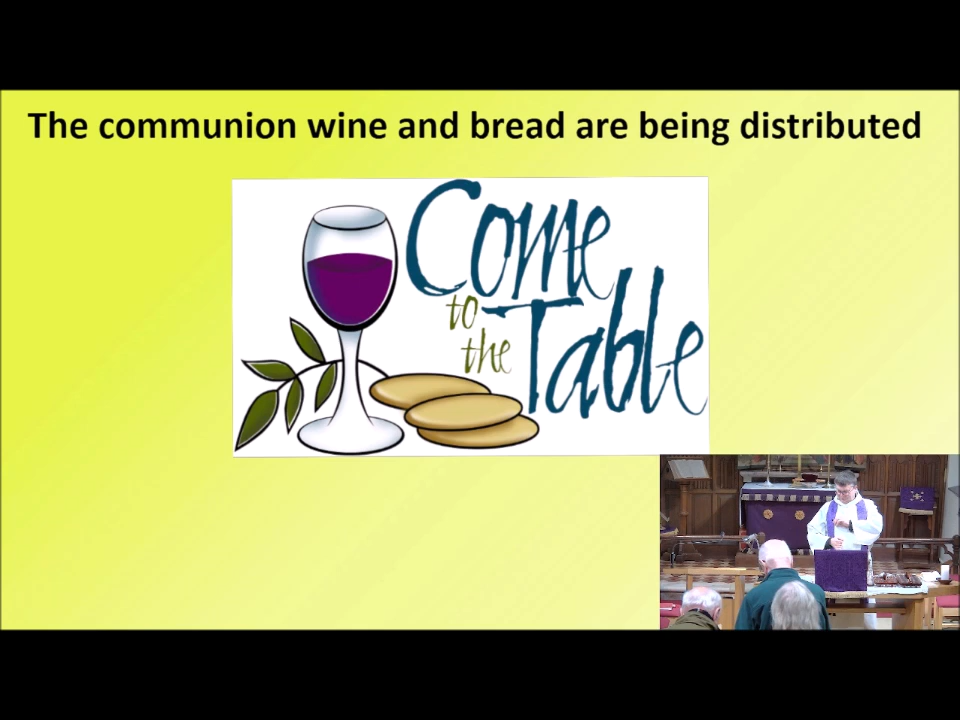 The communion wine and bread are being distributed
Come
to
the
Table